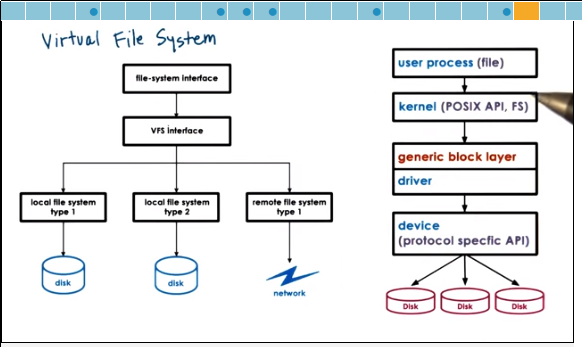 Virtual File System
file-system interface
VFS interface
local file system
type 1
local file system
type 2
remote file system
type 1
disk
disk
network
user process (file)
kernel (POSIX API, FS)
generic block layer
driver
device
(protocol specfic API)
Disk
Disk
Disk